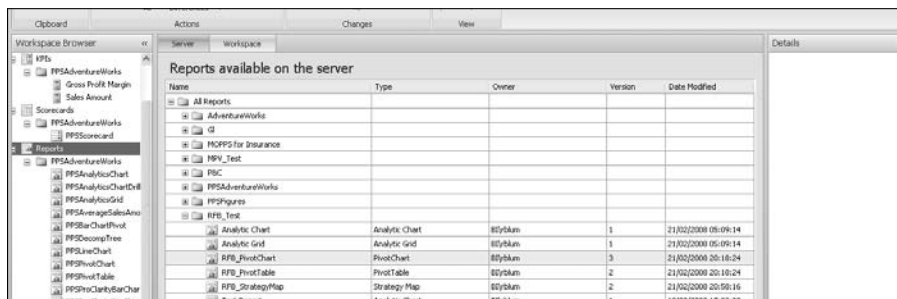 Clipboard Actions Changes View
Workspace Browser «
Server Workspace
Details
KPIs
PPSAdventureWorks
Gross Profit Margin
Sales Amount
Scorecards
PPSAdventureWorks
PPSScorecard
Reports
PPSAdventureWorks
PPSAnalyticsChart
PPSAnalyticsChartDrill
PPSAnalyticsGrid
PPSAverageSalesAmo
PPSBarChartPivot
PPSDecompTree
PPSLineChart
PPSPivotChart
PPSPivotTable
PPSProClarityBarChar
Reports available on the server
Name Type Owner Version Date Modified
All Reports
AdventureWorks
GI
MOPPS for Insurance
MPV_Test
P&C
PPSAdventureWorks
PPSFigures
RFB_Test
Analytic Chart Analytic Chart 1 21/02/2008 05:09:14
Analytic Grid Analytic Grid 1 21/02/2008 05:09:14
RFB_PivotChart PivotChart 3 21/02/2008 20:10:24
RFB_PivotTable PivotTable 2 21/02/2008 20:10:24
RFB_StrategyMap Strategy Map 2 21/02/2008 20:50:16